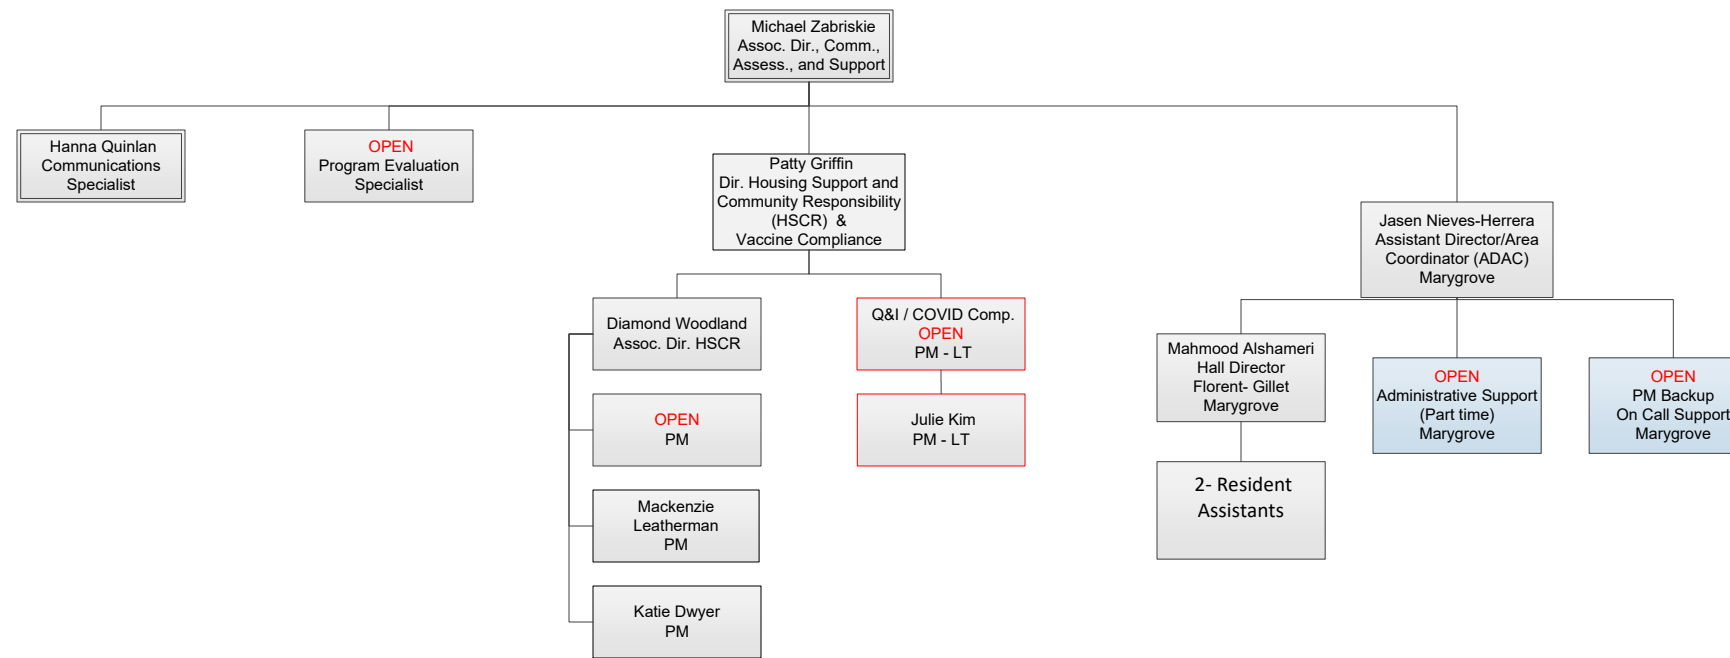 Michael Zabriskie
Assoc. Dir., Comm.,
Assess., and Support
Hanna Quinlan
Communications
Specialist
OPEN
Program Evaluation
Specialist
Patty Griffin
Dir. Housing Support and
Community Responsibility
(HSCR) &
Vaccine Compliance
Jasen Nieves-Herrera
Assistant Director/Area
Coordinator (ADAC)
Marygrove
Diamond Woodland
Assoc. Dir. HSCR
Q&I / COVID Comp.
OPEN
PM - LT
Mahmood Alshameri
Hall Director
Florent- Gillet
Marygrove
OPEN
Administrative Support
(Part time)
Marygrove
OPEN
PM Backup
On Call Support
Marygrove
OPEN
PM
Julie Kim
PM - LT
2- Resident
Assistants
Mackenzie
Leatherman
PM
Katie Dwyer
PM